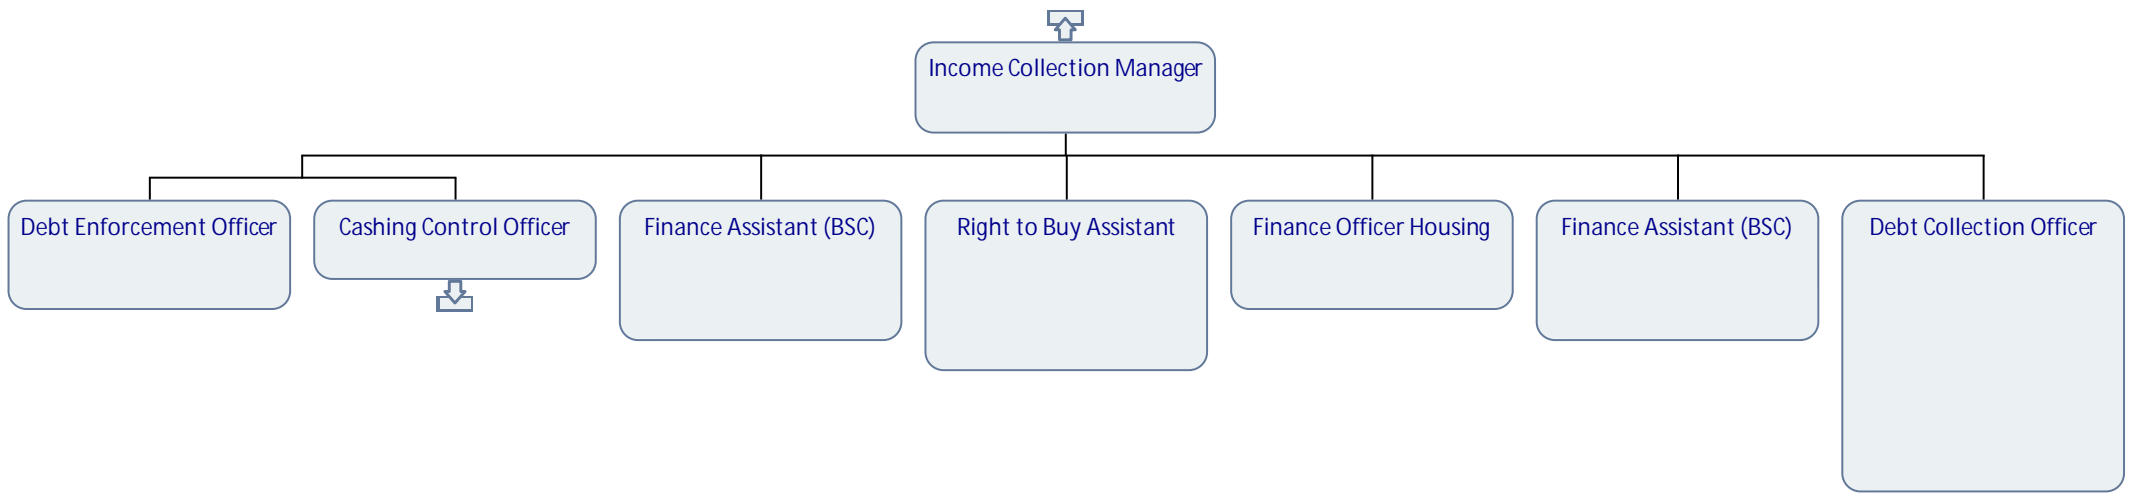 Income Collection Manager
Debt Enforcement Officer
Cashing Control Officer
Finance Assistant (BSC)
Right to Buy Assistant
Finance Officer Housing
Finance Assistant (BSC)
Debt Collection Officer